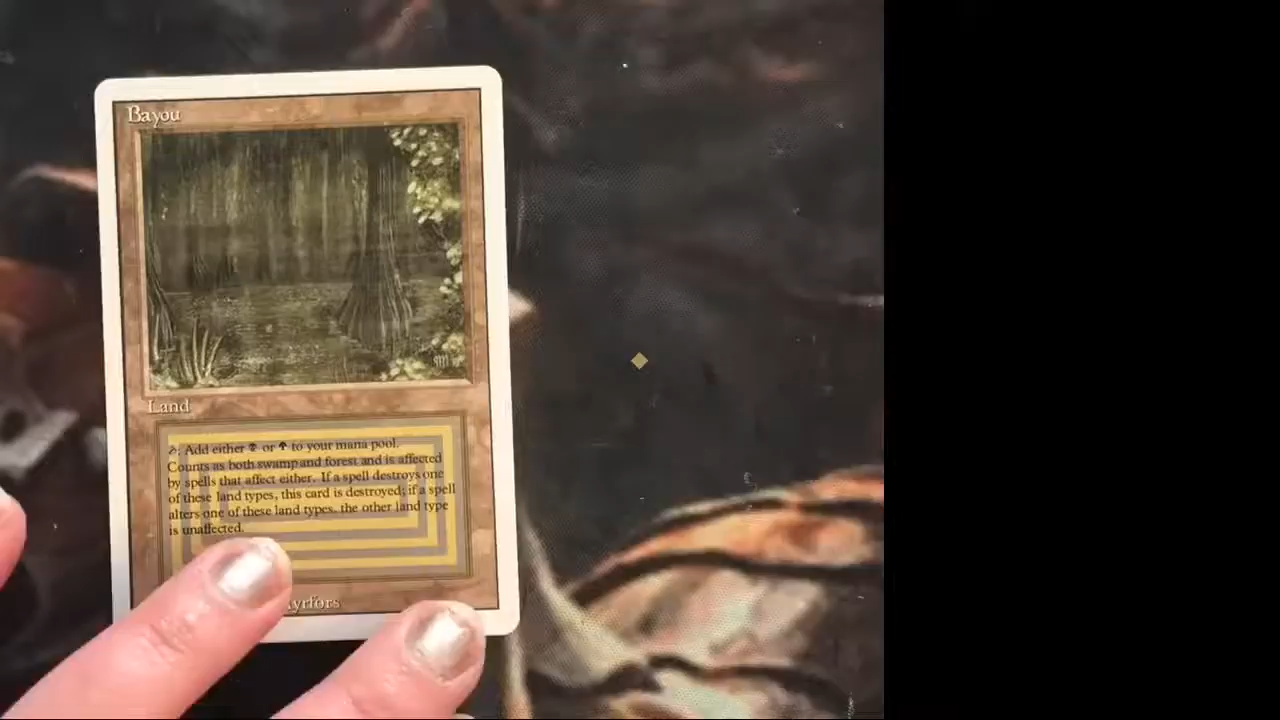 Bayou
Land
: Add either or to your mana pool.
Counts as both swamp and forest and is affected
by spells that affect either. If a spell destroys one
of these land types, this card is destroyed; if a spell
alters one of these land types, the other land type
is unaffected.